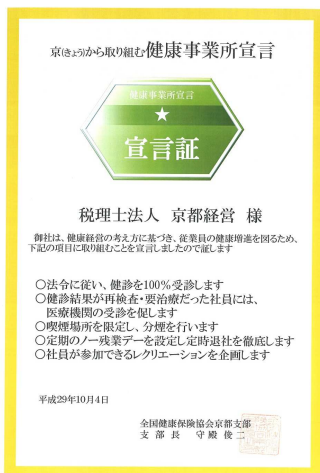 京(きょう)から取り組む健康事業所宣言
健康事業所宣言
★
宣言証
税理士法人 京都経営 様
御社は、健康経営の考え方に基づき、従業員の健康増進を図るため、
下記の項目に取り組むことを宣言しましたので証します
○法令に従い、健診を100%受診します
○健診結果が再検査・要治療だった社員には、
医療機関の受診を促します
○喫煙場所を限定し、分煙を行います
○定期のノー残業デーを設定し定時退社を徹底します
○社員が参加できるレクリエーションを企画します
平成29年10月4日
全国健康保険協会京都支部
支部長 守殿俊二